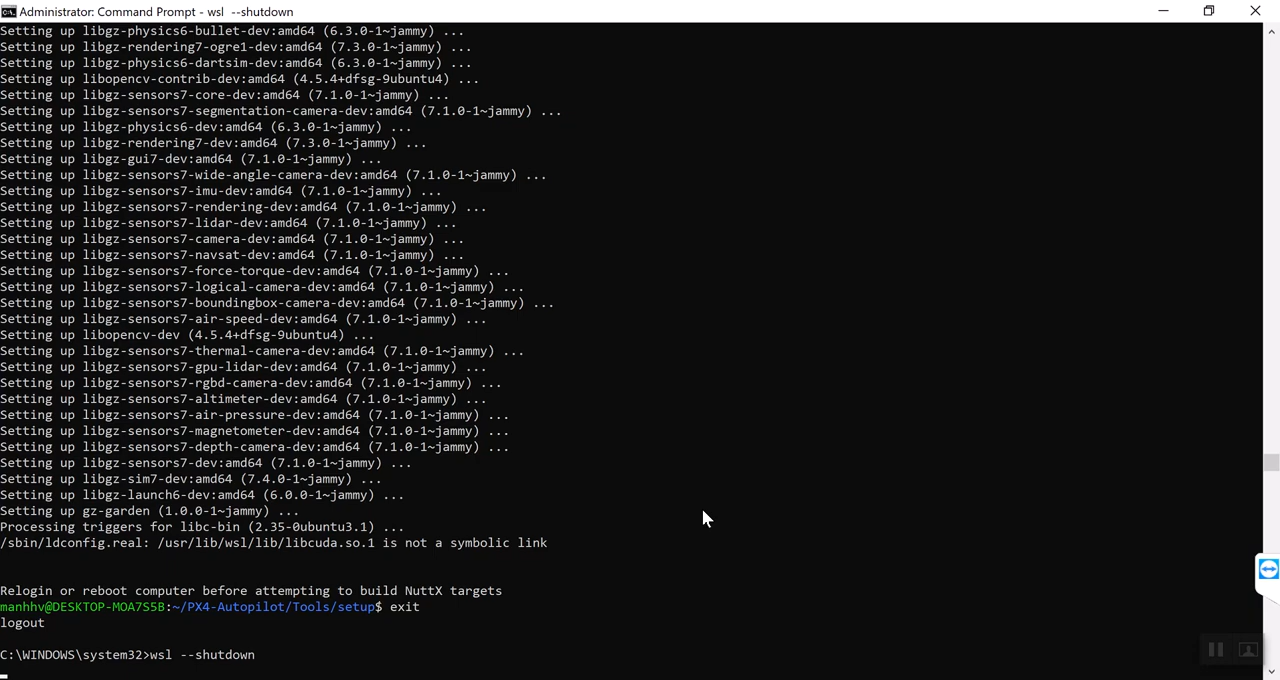 Administrator: Command Prompt - wsl  --shutdown
Setting up libgz-physics6-bullet-dev:amd64 (6.3.0-1~jammy) ...
Setting up libgz-rendering7-ogre1-dev:amd64 (7.3.0-1~jammy) ...
Setting up libgz-physics6-dartsim-dev:amd64 (6.3.0-1~jammy) ...
Setting up libopencv-contrib-dev:amd64 (4.5.4+dfsg-9ubuntu4) ...
Setting up libgz-sensors7-core-dev:amd64 (7.1.0-1~jammy) ...
Setting up libgz-sensors7-segmentation-camera-dev:amd64 (7.1.0-1~jammy) ...
Setting up libgz-physics6-dev:amd64 (6.3.0-1~jammy) ...
Setting up libgz-rendering7-dev:amd64 (7.3.0-1~jammy) ...
Setting up libgz-gui7-dev:amd64 (7.1.0-1~jammy) ...
Setting up libgz-sensors7-wide-angle-camera-dev:amd64 (7.1.0-1~jammy) ...
Setting up libgz-sensors7-imu-dev:amd64 (7.1.0-1~jammy) ...
Setting up libgz-sensors7-rendering-dev:amd64 (7.1.0-1~jammy) ...
Setting up libgz-sensors7-lidar-dev:amd64 (7.1.0-1~jammy) ...
Setting up libgz-sensors7-camera-dev:amd64 (7.1.0-1~jammy) ...
Setting up libgz-sensors7-navsat-dev:amd64 (7.1.0-1~jammy) ...
Setting up libgz-sensors7-force-torque-dev:amd64 (7.1.0-1~jammy) ...
Setting up libgz-sensors7-logical-camera-dev:amd64 (7.1.0-1~jammy) ...
Setting up libgz-sensors7-boundingbox-camera-dev:amd64 (7.1.0-1~jammy) ...
Setting up libgz-sensors7-air-speed-dev:amd64 (7.1.0-1~jammy) ...
Setting up libopencv-dev (4.5.4+dfsg-9ubuntu4) ...
Setting up libgz-sensors7-thermal-camera-dev:amd64 (7.1.0-1~jammy) ...
Setting up libgz-sensors7-gpu-lidar-dev:amd64 (7.1.0-1~jammy) ...
Setting up libgz-sensors7-rgbd-camera-dev:amd64 (7.1.0-1~jammy) ...
Setting up libgz-sensors7-altimeter-dev:amd64 (7.1.0-1~jammy) ...
Setting up libgz-sensors7-air-pressure-dev:amd64 (7.1.0-1~jammy) ...
Setting up libgz-sensors7-magnetometer-dev:amd64 (7.1.0-1~jammy) ...
Setting up libgz-sensors7-depth-camera-dev:amd64 (7.1.0-1~jammy) ...
Setting up libgz-sensors7-dev:amd64 (7.1.0-1~jammy) ...
Setting up libgz-sim7-dev:amd64 (7.4.0-1~jammy) ...
Setting up libgz-launch6-dev:amd64 (6.0.0-1~jammy) ...
Setting up gz-garden (1.0.0-1~jammy) ...
Processing triggers for libc-bin (2.35-0ubuntu3.1) ...
/sbin/ldconfig.real: /usr/lib/wsl/lib/libcuda.so.1 is not a symbolic link
Relogin or reboot computer before attempting to build NuttX targets
manhhv@DESKTOP-MOA7S5B:~/PX4-Autopilot/Tools/setup$ exit
logout
C:\WINDOWS\system32>wsl --shutdown